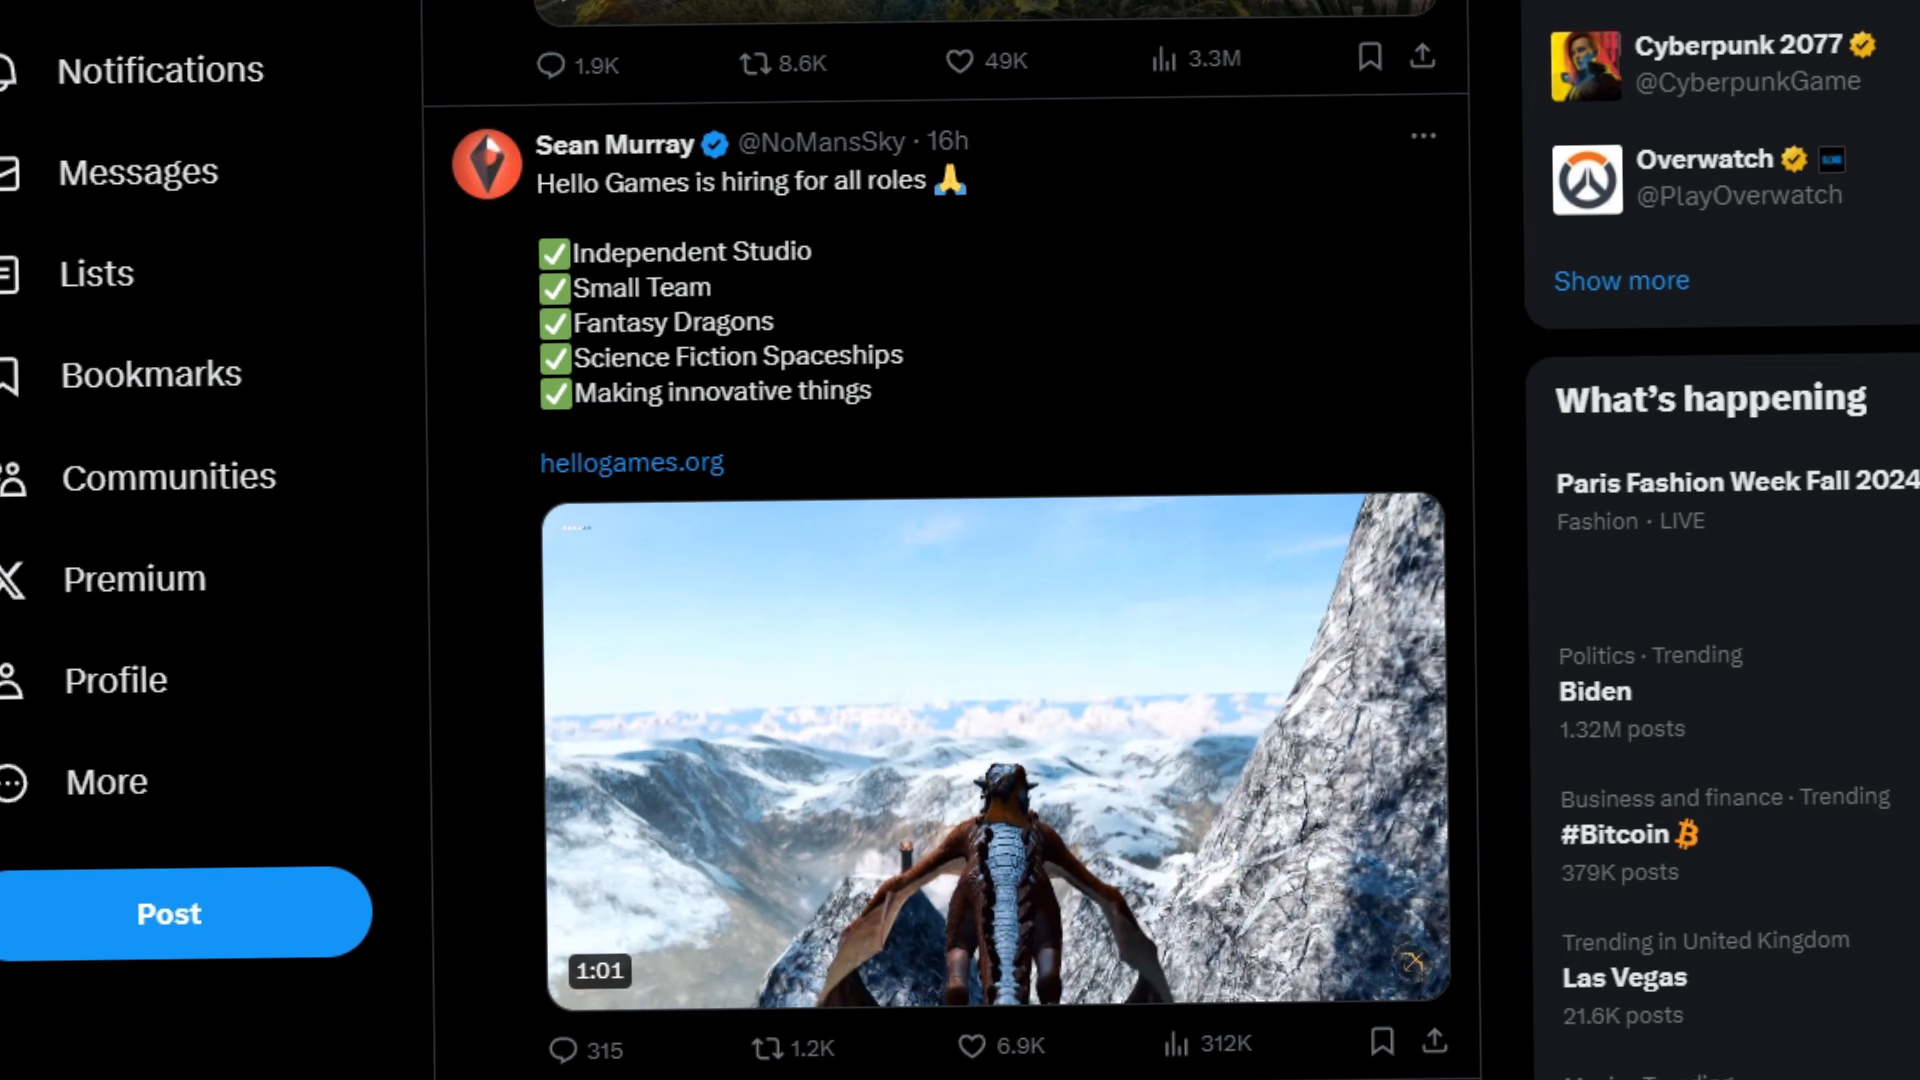 Notifications
Messages
Lists
Bookmarks
Communities
Premium
Profile
More
Post
1.9K 8.6K 49K 3.3M
Sean Murray @NoMansSky · 16h
Hello Games is hiring for all roles 🙏
✅Independent Studio
✅Small Team
✅Fantasy Dragons
✅Science Fiction Spaceships
✅Making innovative things
hellogames.org
1:01
315 1.2K 6.9K 312K
Cyberpunk 2077
@CyberpunkGame
Overwatch
@PlayOverwatch
Show more
What's happening
Paris Fashion Week Fall 2024
Fashion · LIVE
Politics · Trending
Biden
1.32M posts
Business and finance · Trending
#Bitcoin
379K posts
Trending in United Kingdom
Las Vegas
21.6K posts